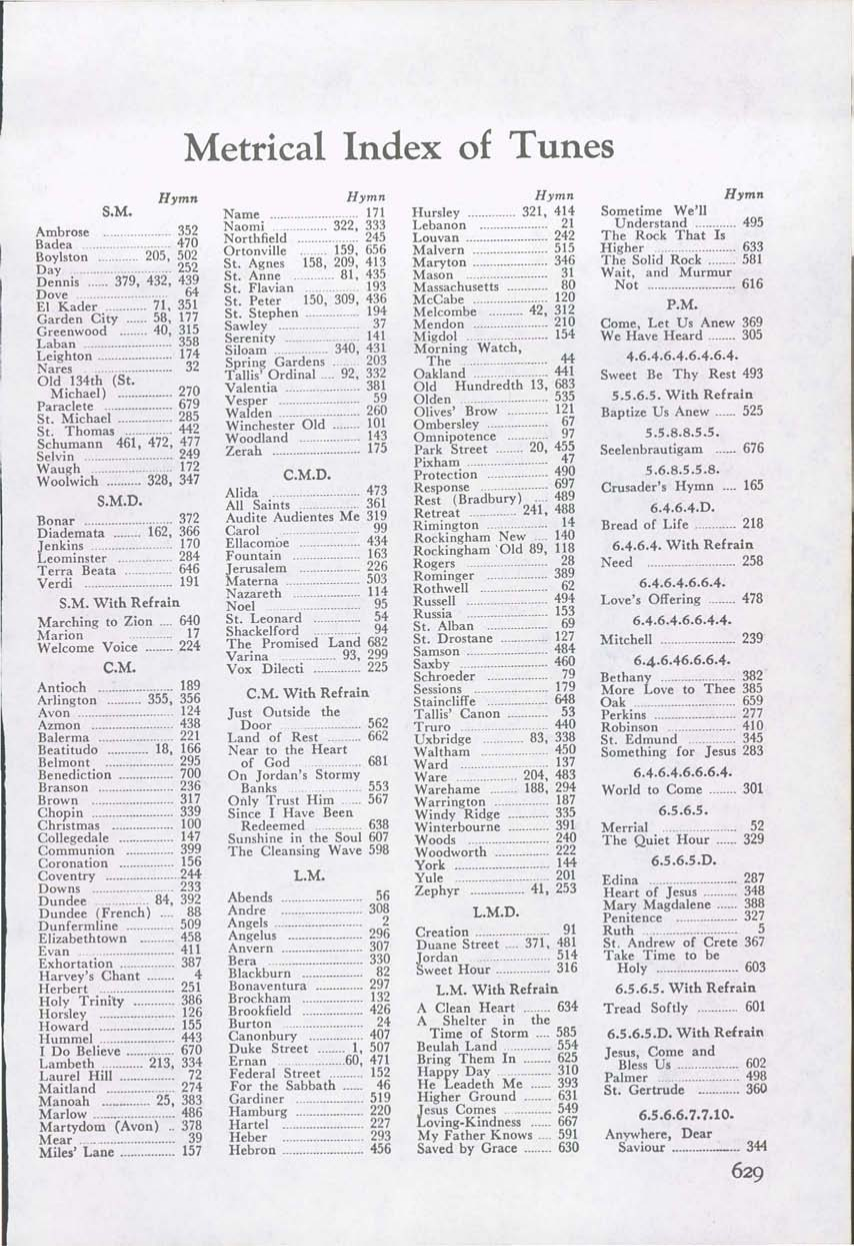 Metrical Index of Tunes
Hymn
S.M.
Ambrose ..................... 352
Badea ........................... 470
Boylston ............ 205, 502
Day ................................ 252
Dennis ...... 379, 432, 439
Dove ............................. 64
El Kader ............. 71, 351
Garden City ...... 58, 177
Greenwood ........ 40, 315
Laban ........................... 358
Leighton ....................... 174
Nares ............................. 32
Old 134th (St.
Michael) ................ 270
Paraclete ..................... 679
St. Michael ................ 285
St. Thomas ................ 442
Schumann 461, 472, 477
Selvin ........................... 249
Waugh ......................... 172
Woolwich .......... 328, 347
S.M.D.
Bonar ........................... 372
Diademata ........ 162, 366
Jenkins ......................... 170
Leominster .................. 284
Terra Beata ............... 646
Verdi ........................... 191
S.M. With Refrain
Marching to Zion .... 640
Marion ......................... 17
Welcome Voice ........ 224
C.M.
Antioch ....................... 189
Arlington .......... 355, 356
Avon ............................. 124
Azmon ......................... 438
Balerma ....................... 221
Beatitudo ............ 18, 166
Belmont ....................... 295
Benediction ................ 700
Branson ....................... 236
Brown ......................... 317
Chopin ......................... 339
Christmas .................... 100
Collegedale ................ 147
Communion ................ 399
Coronation .................. 156
Coventry ..................... 244
Downs ......................... 233
Dundee ................ 84, 392
Dundee (French) .... 88
Dunfermline ............... 509
Elizabethtown .......... 458
Evan ............................. 411
Exhortation ................ 387
Harvey's Chant ........ 4
Herbert ....................... 251
Holy Trinity ............ 386
Horsley ....................... 126
Howard ....................... 155
Hummel ....................... 443
I Do Believe ............... 670
Lambeth ............ 213, 334
Laurel Hill ................ 72
Maitland ..................... 274
Manoah .............. 25, 383
Marlow ....................... 486
Martydom (Avon) .. 378
Mear ............................. 39
Miles' Lane ................ 157
Hymn
Name ........................... 171
Naomi ................ 322, 333
Northfield .................. 245
Ortonville ........ 159, 656
St. Agnes 158, 209, 413
St. Anne ............. 81, 435
St. Flavian .................. 193
St. Peter 150, 309, 436
St. Stephen .................. 194
Sawley ......................... 37
Serenity ....................... 141
Siloam ................ 340, 431
Spring Gardens ........ 203
Tallis' Ordinal .... 92, 332
Valentia ....................... 381
Vesper ......................... 59
Walden ....................... 260
Winchester Old ........ 101
Woodland .................. 143
Zerah ........................... 175
C.M.D.
Alida ........................... 473
All Saints .................. 361
Audite Audientes Me 319
Carol ........................... 99
Ellacombe .................. 434
Fountain ..................... 163
Jerusalem .................... 226
Materna ....................... 503
Nazareth ..................... 114
Noel ............................. 95
St. Leonard ................ 54
Shackelford ................ 94
The Promised Land 682
Varina ................ 93, 299
Vox Dilecti ................ 225
C.M. With Refrain
Just Outside the
Door ........................... 562
Land of Rest ............ 662
Near to the Heart
of God ..................... 681
On Jordan's Stormy
Banks ....................... 553
Only Trust Him ...... 567
Since I Have Been
Redeemed ............... 638
Sunshine in the Soul 607
The Cleansing Wave 598
L.M.
Abends ......................... 56
Andre ........................... 308
Angels ......................... 2
Angelus ....................... 296
Anvern ......................... 307
Bera ............................. 330
Blackburn ................... 82
Bonaventura .............. 297
Brockham ................... 132
Brookfield .................. 426
Burton ......................... 24
Canonbury .................. 407
Duke Street ......... 1, 507
Ernan ................. 60, 471
Federal Street ............ 152
For the Sabbath ........ 46
Gardiner ..................... 519
Hamburg ..................... 220
Hartel ........................... 227
Heber ........................... 293
Hebron ......................... 456
Hymn
Hursley .............. 321, 414
Lebanon ....................... 21
Louvan ......................... 242
Malvern ....................... 515
Maryton ....................... 346
Mason ........................... 31
Massachusetts ............ 80
McCabe ....................... 120
Melcombe .......... 42, 312
Mendon ....................... 210
Migdol ......................... 154
Morning Watch,
The ........................... 44
Oakland ....................... 441
Old Hundredth 13, 683
Olden ........................... 535
Olives' Brow ............ 121
Ombersley .................. 67
Omnipotence .............. 97
Park Street ........ 20, 455
Pixham ......................... 47
Protection .................... 490
Response ..................... 697
Rest (Bradbury) .... 489
Retreat ............... 241, 488
Rimington .................. 14
Rockingham New .... 140
Rockingham Old 89, 118
Rogers ......................... 28
Rominger .................... 389
Rothwell ..................... 62
Russell ......................... 494
Russia ........................... 153
St. Alban .................... 69
St. Drostane .............. 127
Samson ......................... 484
Saxby ........................... 460
Schroeder .................... 79
Sessions ....................... 179
Staincliffe .................... 648
Tallis' Canon ............ 53
Truro ........................... 440
Uxbridge ........... 83, 338
Waltham ..................... 450
Ward ............................. 137
Ware .................. 204, 483
Warehame ........ 188, 294
Warrington ................ 187
Windy Ridge ............ 335
Winterbourne ............ 391
Woods ........................... 240
Woodworth ................ 222
York ............................. 144
Yule ............................. 201
Zephyr ................ 41, 253
L.M.D.
Creation ....................... 91
Duane Street .... 371, 481
Jordan ......................... 514
Sweet Hour ................ 316
L.M. With Refrain
A Clean Heart ........ 634
A Shelter in the
Time of Storm .... 585
Beulah Land ............ 554
Bring Them In ........ 625
Happy Day ................ 310
He Leadeth Me ...... 393
Higher Ground ........ 631
Jesus Comes .............. 549
Loving-Kindness ...... 667
My Father Knows .... 591
Saved by Grace ........ 630
Hymn
Sometime We'll
Understand ............ 495
The Rock That Is
Higher ....................... 633
The Solid Rock ........ 581
Wait, and Murmur
Not ........................... 616
P.M.
Come, Let Us Anew 369
We Have Heard ........ 305
4.6.4.6.4.6.4.6.4.
Sweet Be Thy Rest 493
5.5.6.5. With Refrain
Baptize Us Anew ...... 525
5.5.8.8.5.5.
Seelenbrautigam ...... 676
5.6.8.5.5.8.
Crusader's Hymn .... 165
6.4.6.4.D.
Bread of Life ............ 218
6.4.6.4. With Refrain
Need ............................. 258
6.4.6.4.6.6.4.
Love's Offering ........ 478
6.4.6.4.6.6.4.4.
Mitchell ....................... 239
6.4.6.46.6.6.4.
Bethany ....................... 382
More Love to Thee 385
Oak ............................... 659
Perkins ......................... 277
Robinson ..................... 410
St. Edmund ................ 345
Something for Jesus 283
6.4.6.4.6.6.6.4.
World to Come ........ 301
6.5.6.5.
Merrial ....................... 52
The Quiet Hour ...... 329
6.5.6.5.D.
Edina ........................... 287
Heart of Jesus .......... 348
Mary Magdalene ...... 388
Penitence .................... 327
Ruth ............................. 5
St. Andrew of Crete 367
Take Time to be
Holy ......................... 603
6.5.6.5. With Refrain
Tread Softly ............ 601
6.5.6.5.D. With Refrain
Jesus, Come and
Bless Us .................. 602
Palmer ......................... 498
St. Gertrude ............ 360
6.5.6.6.7.7.10.
Anywhere, Dear
Saviour ..................... 344
629